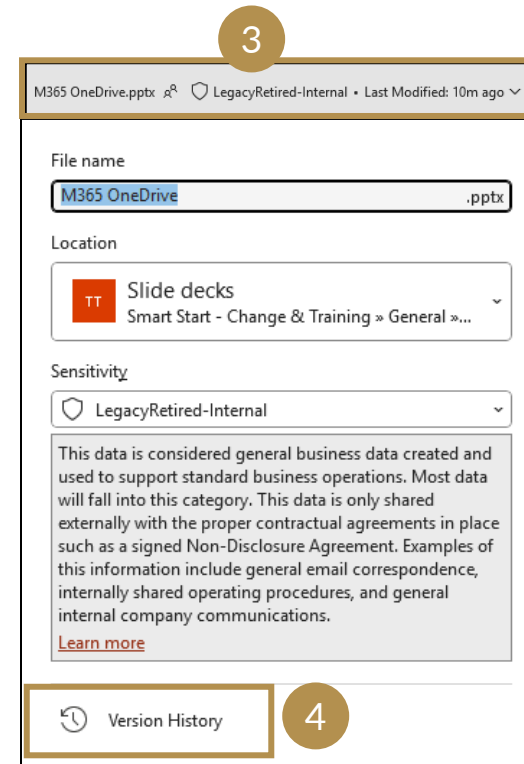 3
M365 OneDrive.pptx LegacyRetired-Internal • Last Modified: 10m ago
File name
M365 OneDrive .pptx
Location
TT
Slide decks
Smart Start - Change & Training » General »...
Sensitivity
LegacyRetired-Internal
This data is considered general business data created and
used to support standard business operations. Most data
will fall into this category. This data is only shared
externally with the proper contractual agreements in place
such as a signed Non-Disclosure Agreement. Examples of
this information include general email correspondence,
internally shared operating procedures, and general
internal company communications.
Learn more
Version History
4